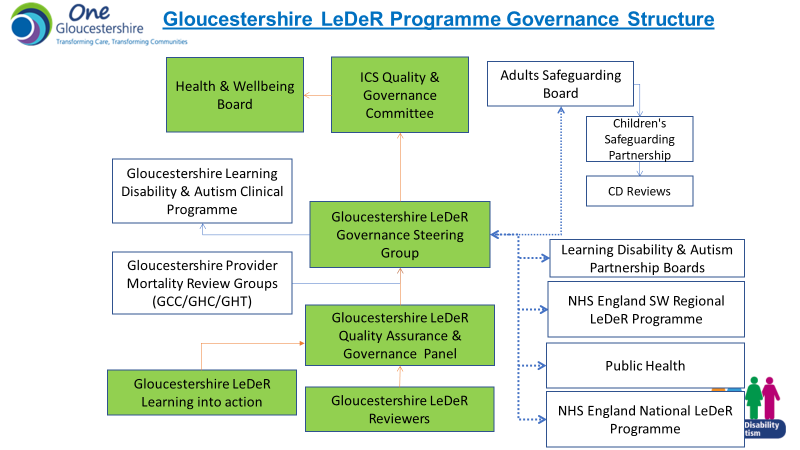 One
Gloucestershire
Transforming Care, Transforming Communities
Gloucestershire LeDeR Programme Governance Structure
Health & Wellbeing
Board
ICS Quality &
Governance
Committee
Adults Safeguarding
Board
Children's
Safeguarding
Partnership
CD Reviews
Gloucestershire Learning
Disability & Autism Clinical
Programme
Gloucestershire LeDeR
Governance Steering
Group
Gloucestershire Provider
Mortality Review Groups
(GCC/GHC/GHT)
Learning Disability & Autism
Partnership Boards
NHS England SW Regional
LeDeR Programme
Gloucestershire LeDeR
Quality Assurance &
Governance Panel
Public Health
Gloucestershire LeDeR
Learning into action
Gloucestershire LeDeR
Reviewers
NHS England National LeDeR
Programme
Disability
tism